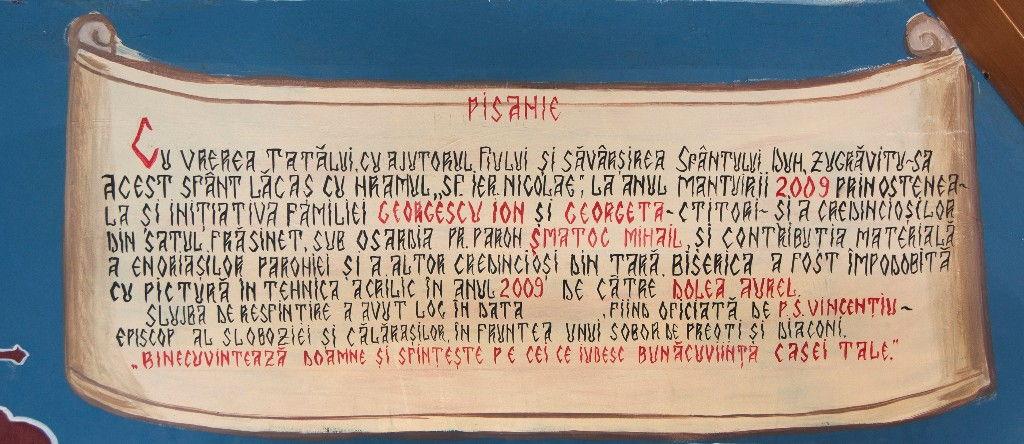 PISANIE
CU VREREA TATĂLUI, CU AJUTORUL FIULUI ȘI SĂVÂRȘIREA SFÂNTULUI DUH, ZUGRĂVITU~SA
ACEST SFÂNT LĂCAȘ CU HRAMUL „SF. IER. NICOLAE”; LA ANUL MANTUIRII 2009 PRIN OSTENEA~
LA ȘI INIȚIATIVA FAMILIEI GEORGESCU ION ȘI GEORGETA~CTITORI~ȘI A CREDINCIOȘILOR
DIN SATUL FRĂSINET, SUB OSARDIA PR. PAROH ȘMATOC MIHAIL, ȘI CONTRIBUȚIA MATERIALĂ
A ENORIAȘILOR PAROHIEI ȘI A ALTOR CREDINCIOȘI DIN ȚARĂ. BISERICA A FOST ÎMPODOBITĂ
CU PICTURĂ ÎN TEHNICA ACRILIC ÎN ANUL 2009 DE CĂTRE DOLEA AUREL.
SLUJBA DE RESFINȚIRE A AVUT LOC ÎN DATA , FIIND OFICIATĂ DE P.S. VINCENȚIU~
EPISCOP AL SLOBOZIEI ȘI CĂLĂRAȘILOR, ÎN FRUNTEA UNUI SOBOR DE PREOȚI ȘI DIACONI.
„BINECUVINTEAZĂ DOAMNE ȘI SFINȚEȘTE PE CEI CE IUBESC BUNĂCUVIINȚA CASEI TALE.”